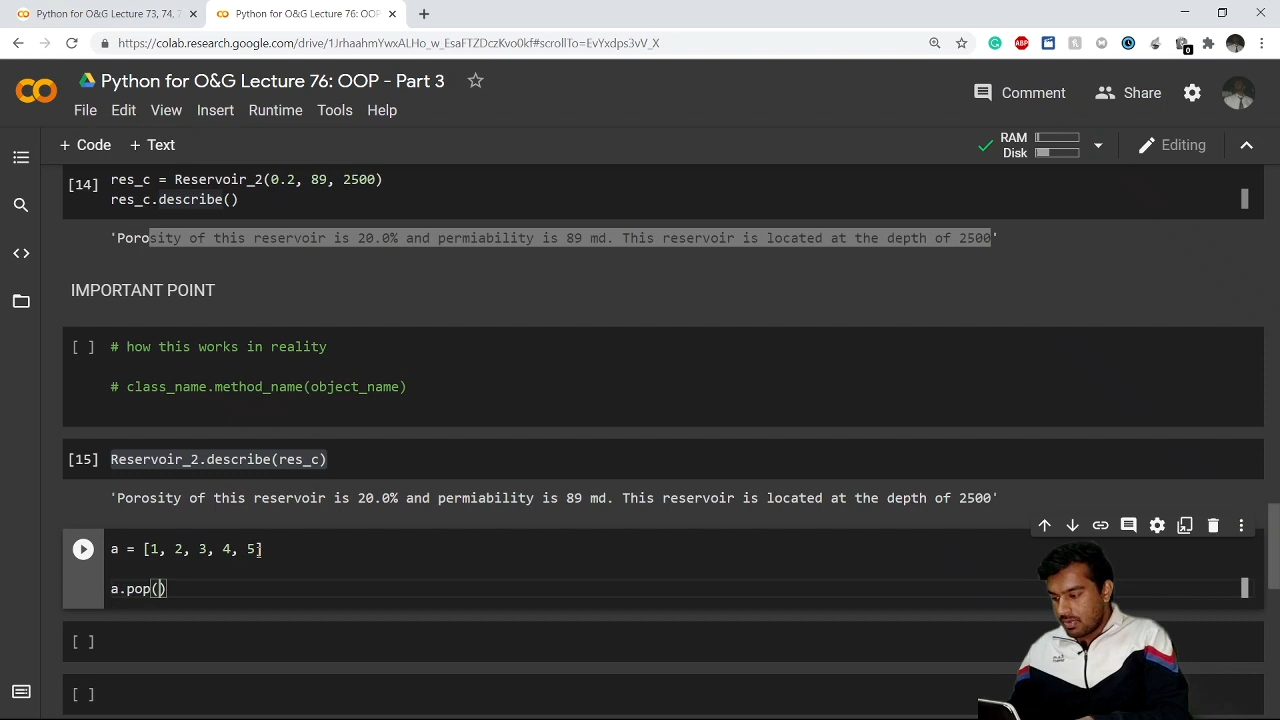 Python for O&G Lecture 73, 74, 7
Python for O&G Lecture 76: OOP -
https://colab.research.google.com/drive/1JrhaahmYwxALHo_w_EsaFTZDczKvo0kf#scrollTo=EvYxdps3vV_X
Python for O&G Lecture 76: OOP - Part 3
File Edit View Insert Runtime Tools Help
Comment Share
+ Code + Text
RAM
Disk
Editing
[14] res_c = Reservoir_2(0.2, 89, 2500)
res_c.describe()
'Porosity of this reservoir is 20.0% and permiability is 89 md. This reservoir is located at the depth of 2500'
IMPORTANT POINT
[ ] # how this works in reality
# class_name.method_name(object_name)
[15] Reservoir_2.describe(res_c)
'Porosity of this reservoir is 20.0% and permiability is 89 md. This reservoir is located at the depth of 2500'
a = [1, 2, 3, 4, 5]
a.pop()
[ ]
[ ]